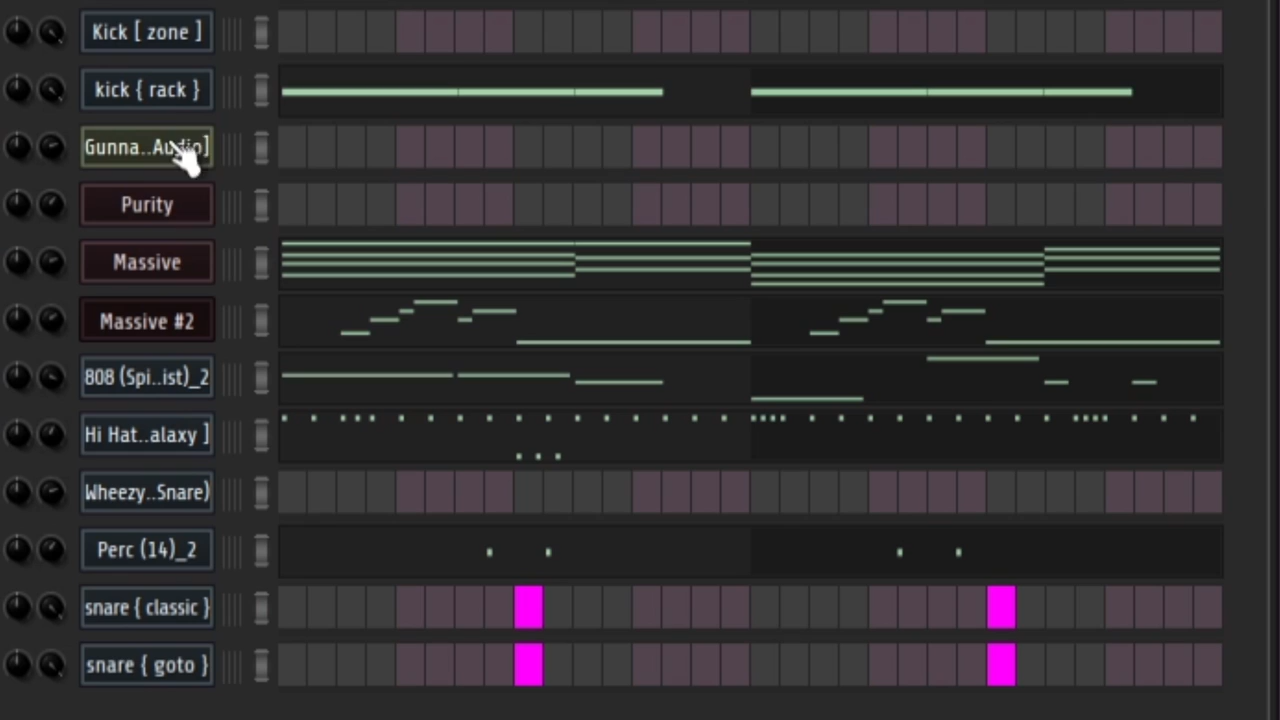 Kick [ zone ]
kick { rack }
Gunna..Audio]
Purity
Massive
Massive #2
808 (Spi..ist)_2
Hi Hat..alaxy ]
Wheezy..Snare)
Perc (14)_2
snare { classic }
snare { goto }